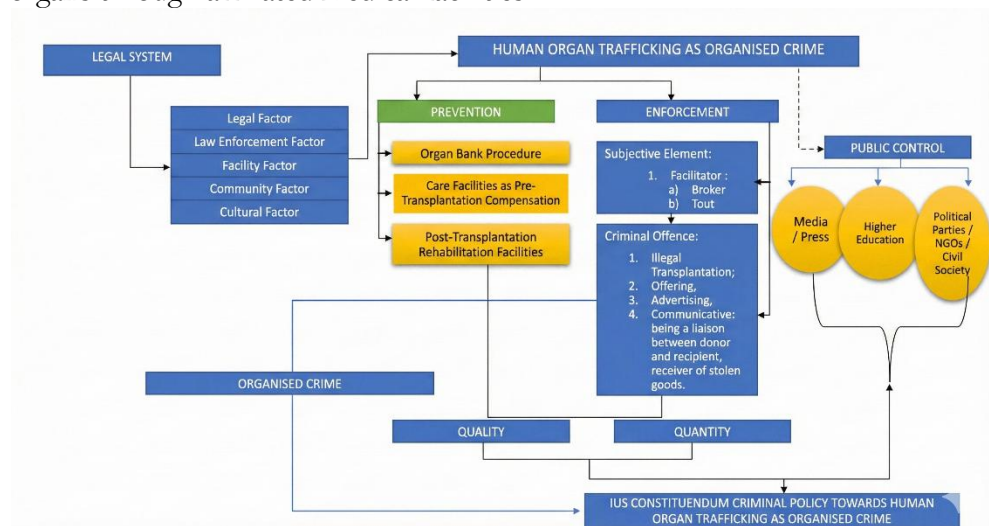 LEGAL SYSTEM
HUMAN ORGAN TRAFFICKING AS ORGANISED CRIME
Legal Factor
Law Enforcement Factor
Facility Factor
Community Factor
Cultural Factor
PREVENTION
Organ Bank Procedure
Care Facilities as Pre-
Transplantation Compensation
Post-Transplantation
Rehabilitation Facilities
ENFORCEMENT
Subjective Element:
1. Facilitator :
a) Broker
b) Tout
Criminal Offence:
1. Illegal
Transplantation;
2. Offering,
3. Advertising,
4. Communicative:
being a liaison
between donor
and recipient,
receiver of stolen
goods.
PUBLIC CONTROL
Media
/ Press
Higher
Education
Political
Parties /
NGOs /
Civil
Society
ORGANISED CRIME
QUALITY
QUANTITY
IUS CONSTITUENDUM CRIMINAL POLICY TOWARDS HUMAN
ORGAN TRAFFICKING AS ORGANISED CRIME